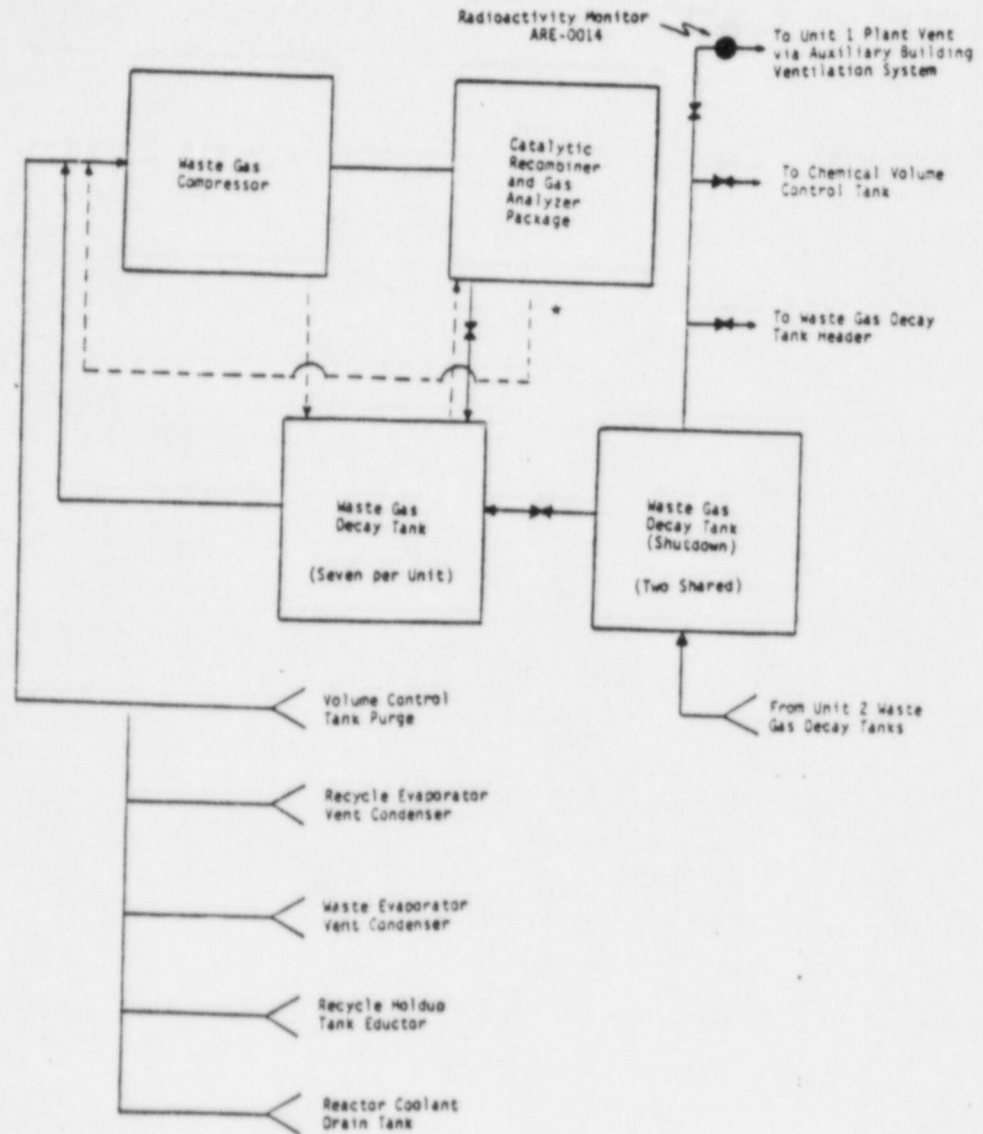 Radioactivity Monitor
ARE-0014
To Unit 1 Plant Vent
via Auxiliary Building
Ventilation System
Waste Gas
Compressor
Catalytic
Recombiner
and Gas
Analyzer
Package
To Chemical Volume
Control Tank
*
To Waste Gas Decay
Tank Header
Waste Gas
Decay Tank
(Seven per Unit)
Waste Gas
Decay Tank
(Shutdown)
(Two Shared)
Volume Control
Tank Purge
From Unit 2 Waste
Gas Decay Tanks
Recycle Evaporator
Vent Condenser
Waste Evaporator
Vent Condenser
Recycle Holdup
Tank Eductor
Reactor Coolant
Drain Tank